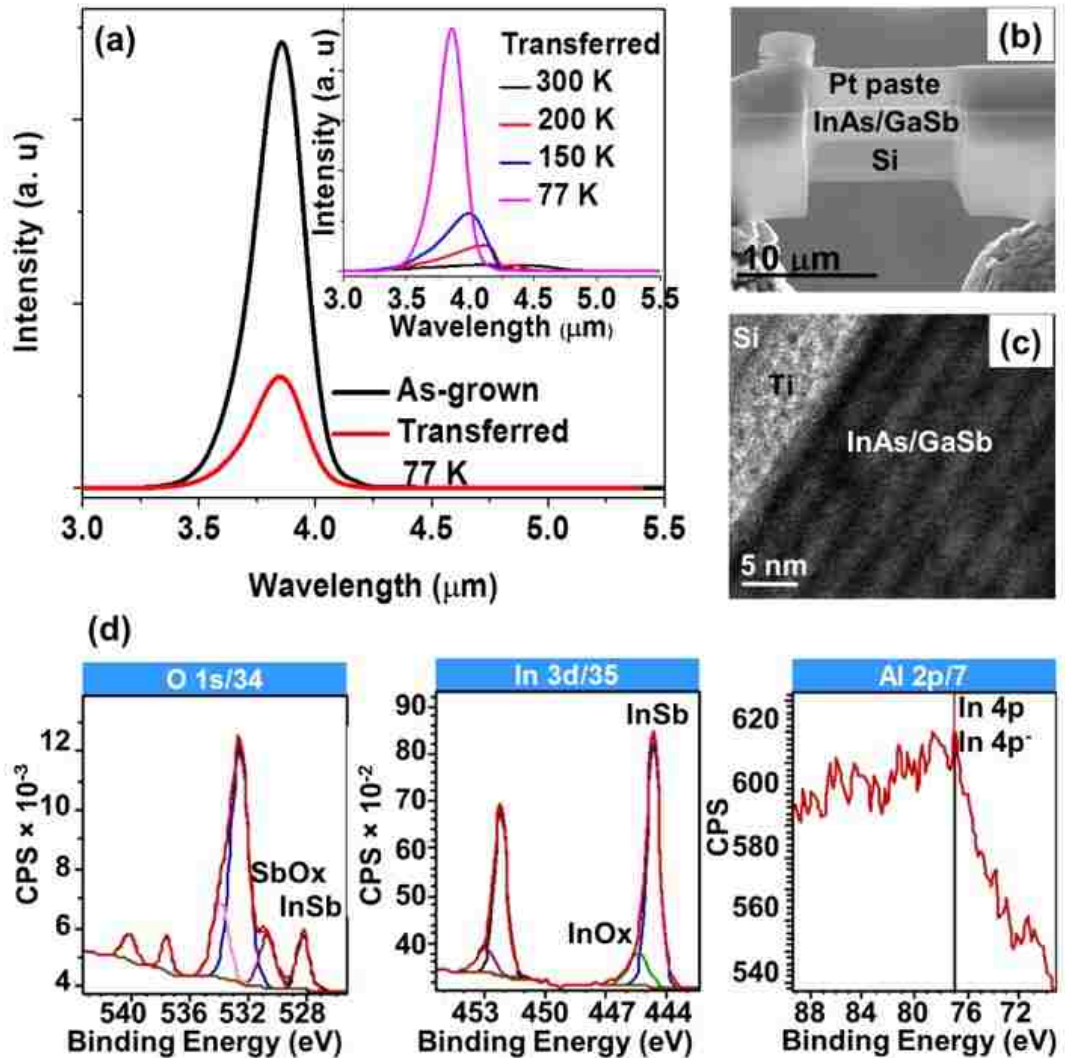 (a)
Intensity (a. u)
As-grown
Transferred
77 K
3.0 3.5 4.0 4.5 5.0 5.5
Wavelength (μm)
Intensity (a. u)
Transferred
300 K
200 K
150 K
77 K
3.0 3.5 4.0 4.5 5.0 5.5
Wavelength (μm)
(b)
Pt paste
InAs/GaSb
Si
10 μm
(c)
Si
Ti
InAs/GaSb
5 nm
(d)
O 1s/34
CPS × 10⁻³
12
10
8
6
4
SbOx
InSb
540 536 532 528
Binding Energy (eV)
In 3d/35
CPS × 10⁻²
90
80
70
60
50
40
InSb
InOx
453 450 447 444
Binding Energy (eV)
Al 2p/7
CPS
620
600
580
560
540
In 4p
In 4p⁻
88 84 80 76 72
Binding Energy (eV)